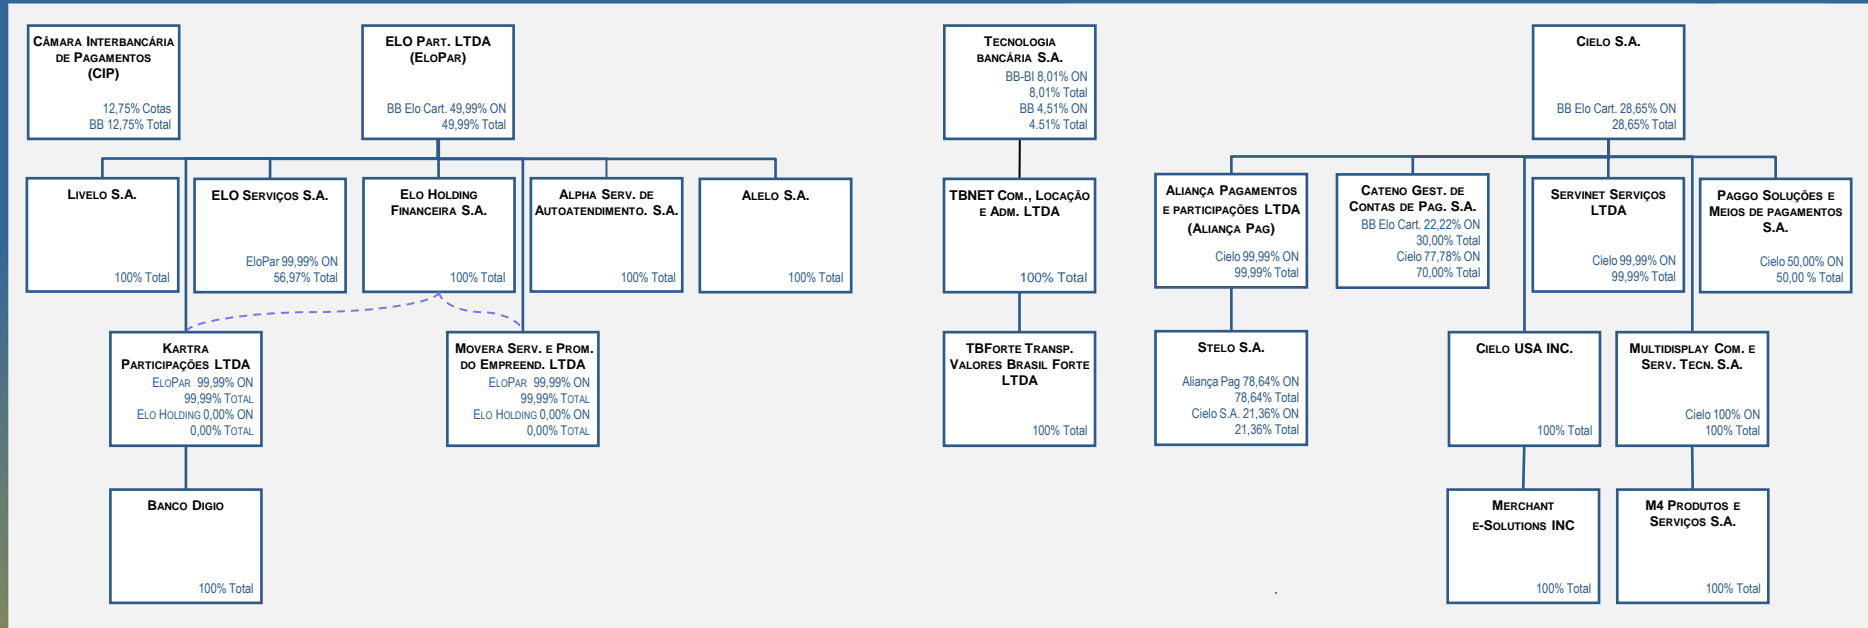 CÂMARA INTERBANCÁRIA
DE PAGAMENTOS
(CIP)
12,75% Cotas
BB 12,75% Total
ELO PART. LTDA
(ELOPAR)
BB Elo Cart. 49,99% ON
49,99% Total
TECNOLOGIA
BANCÁRIA S.A.
BB-BI 8,01% ON
8,01% Total
BB 4,51% ON
4.51% Total
CIELO S.A.
BB Elo Cart. 28,65% ON
28,65% Total
LIVELO S.A.
100% Total
ELO SERVIÇOS S.A.
EloPar 99,99% ON
56,97% Total
ELO HOLDING
FINANCEIRA S.A.
100% Total
ALPHA SERV. DE
AUTOATENDIMENTO. S.A.
100% Total
ALELO S.A.
100% Total
TBNET COM., LOCAÇÃO
E ADM. LTDA
100% Total
ALIANÇA PAGAMENTOS
E PARTICIPAÇÕES LTDA
(ALIANÇA PAG)
Cielo 99,99% ON
99,99% Total
CATENO GEST. DE
CONTAS DE PAG. S.A.
BB Elo Cart. 22,22% ON
30,00% Total
Cielo 77,78% ON
70,00% Total
SERVINET SERVIÇOS
LTDA
Cielo 99,99% ON
99,99% Total
PAGGO SOLUÇÕES E
MEIOS DE PAGAMENTOS
S.A.
Cielo 50,00% ON
50,00 % Total
KARTRA
PARTICIPAÇÕES LTDA
ELOPAR 99,99% ON
99,99% TOTAL
ELO HOLDING 0,00% ON
0,00% TOTAL
MOVERA SERV. E PROM.
DO EMPREEND. LTDA
ELOPAR 99,99% ON
99,99% TOTAL
ELO HOLDING 0,00% ON
0,00% TOTAL
TBFORTE TRANSP.
VALORES BRASIL FORTE
LTDA
100% Total
STELO S.A.
Aliança Pag 78,64% ON
78,64% Total
Cielo S.A. 21,36% ON
21,36% Total
CIELO USA INC.
100% Total
MULTIDISPLAY COM. E
SERV. TECN. S.A.
Cielo 100% ON
100% Total
BANCO DIGIO
100% Total
MERCHANT
E-SOLUTIONS INC
100% Total
M4 PRODUTOS E
SERVIÇOS S.A.
100% Total